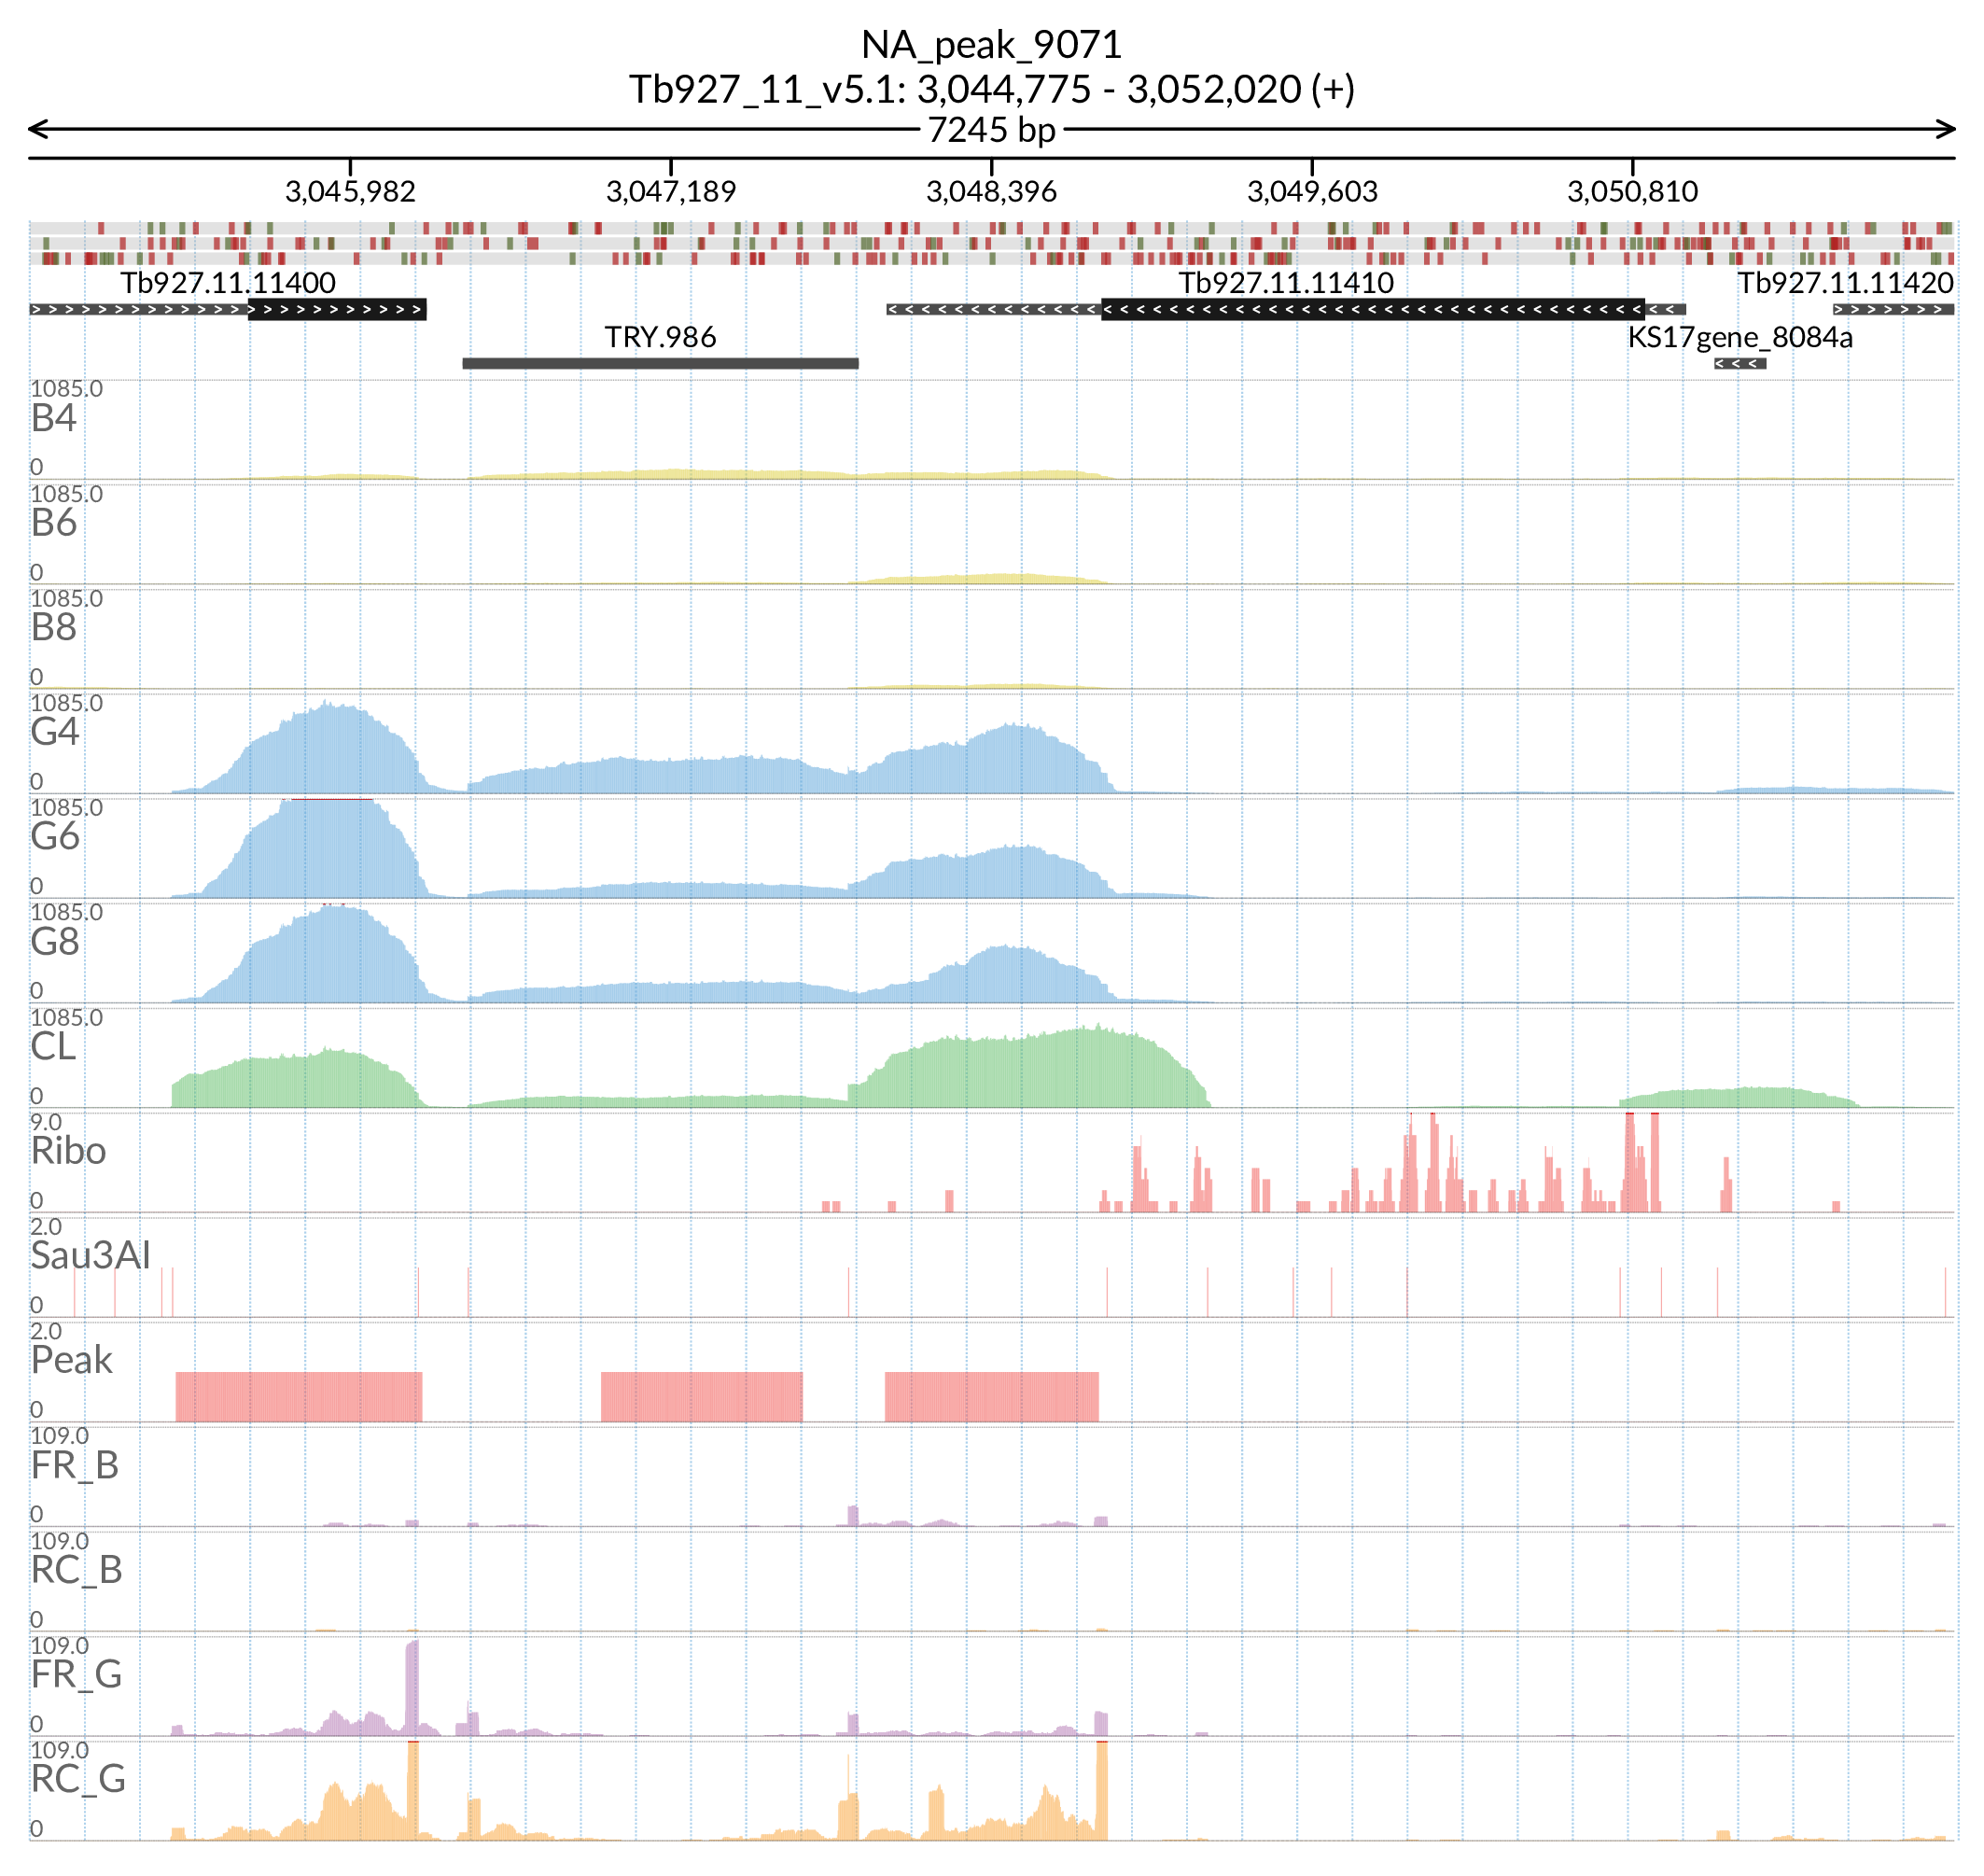 NA_peak_9071
Tb927_11_v5.1: 3,044,775 - 3,052,020 (+)
7245 bp
3,045,982 3,047,189 3,048,396 3,049,603 3,050,810
Tb927.11.11400 Tb927.11.11410 Tb927.11.11420
TRY.986 KS17gene_8084a
1085.0
B4
0
1085.0
B6
0
1085.0
B8
0
1085.0
G4
0
1085.0
G6
0
1085.0
G8
0
1085.0
CL
0
9.0
Ribo
0
2.0
Sau3AI
0
2.0
Peak
0
109.0
FR_B
0
109.0
RC_B
0
109.0
FR_G
0
109.0
RC_G
0